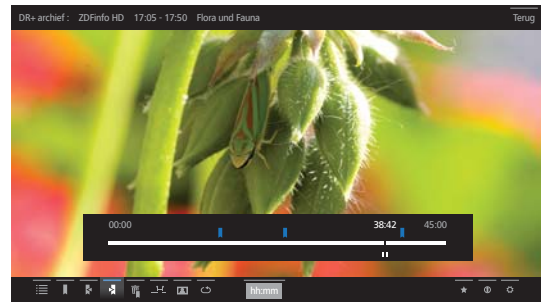 DR+ archief : ZDFinfo HD 17:05 - 17:50 Flora und Fauna Terug
00:00 38:42 45:00
hh:mm